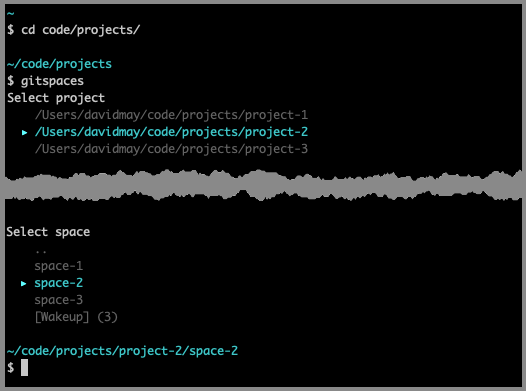 ~
$ cd code/projects/
~/code/projects
$ gitspaces
Select project
/Users/davidmay/code/projects/project-1
▸ /Users/davidmay/code/projects/project-2
/Users/davidmay/code/projects/project-3
Select space
..
space-1
▸ space-2
space-3
[Wakeup] (3)
~/code/projects/project-2/space-2
$